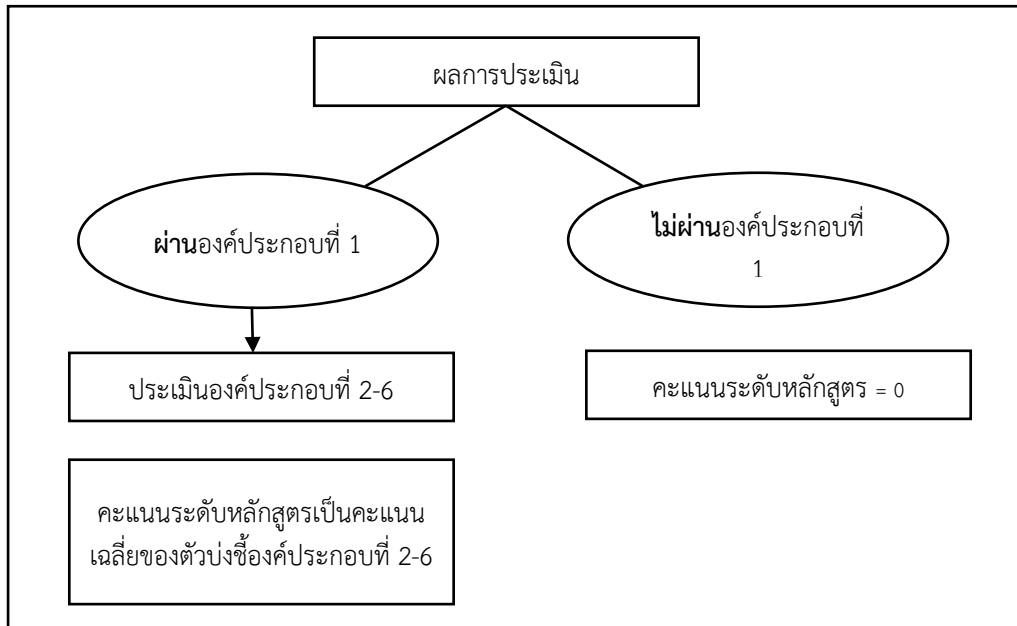 ผลการประเมิน
ผ่านองค์ประกอบที่ 1
ไม่ผ่านองค์ประกอบที่
1
ประเมินองค์ประกอบที่ 2-6
คะแนนระดับหลักสูตร = 0
คะแนนระดับหลักสูตรเป็นคะแนน
เฉลี่ยของตัวบ่งชี้องค์ประกอบที่ 2-6